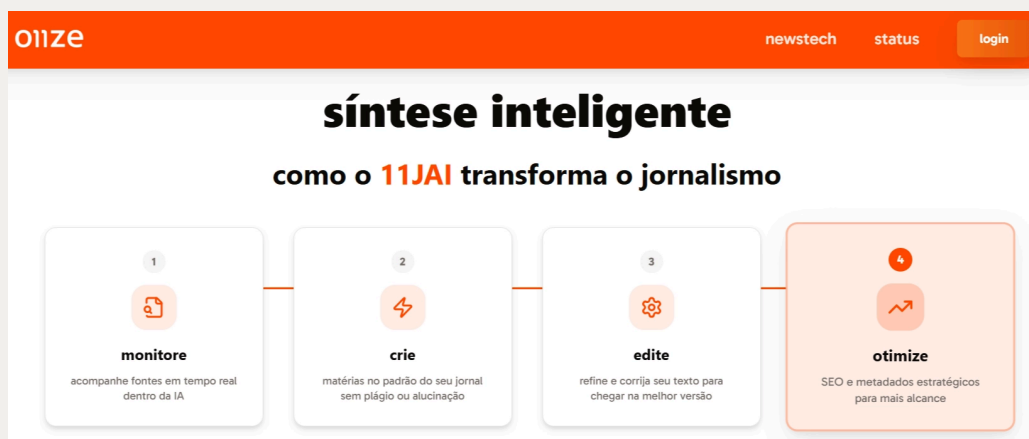 onze
newstech
status
login
síntese inteligente
como o 11JAI transforma o jornalismo
1
monitore
acompanhe fontes em tempo real
dentro da IA
2
crie
matérias no padrão do seu jornal
sem plágio ou alucinação
3
edite
refine e corrija seu texto para
chegar na melhor versão
4
otimize
SEO e metadados estratégicos
para mais alcance